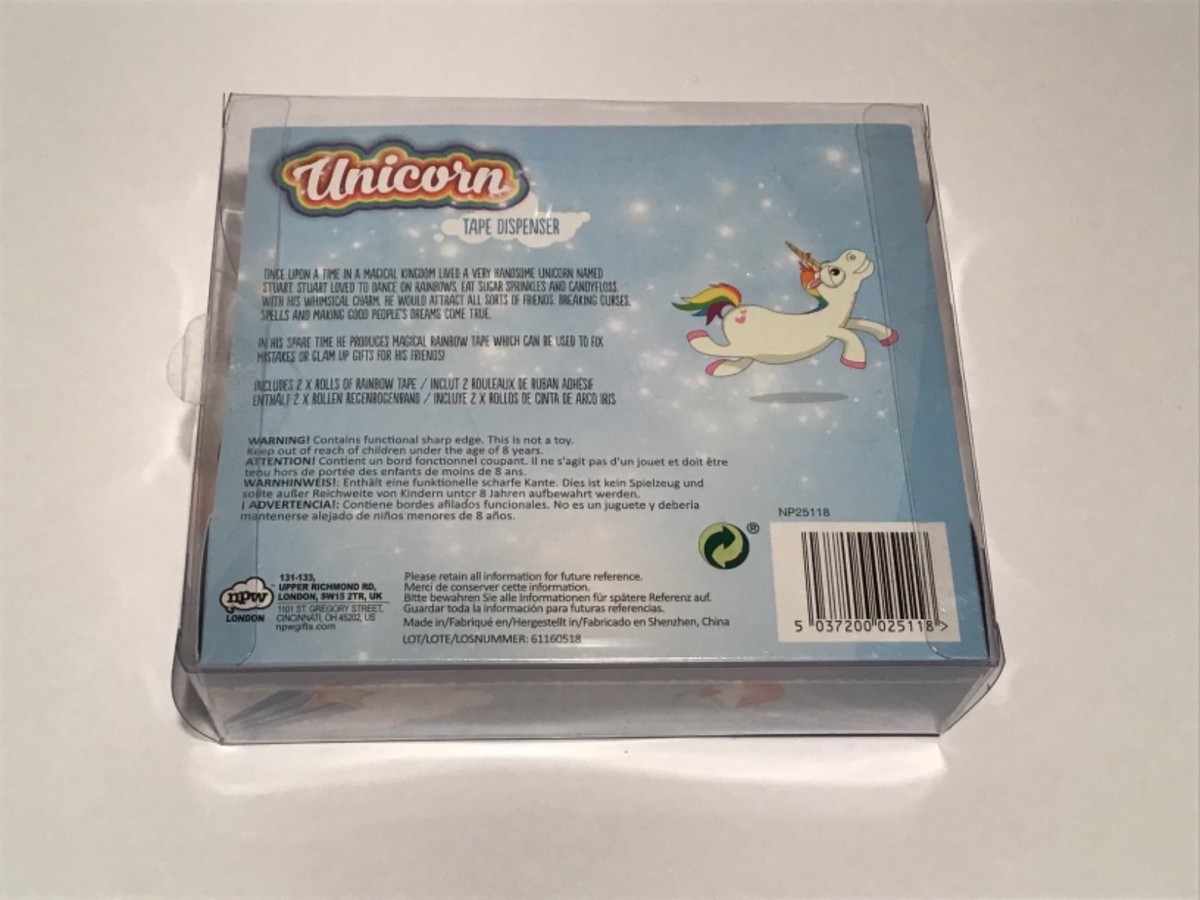 Unicorn
TAPE DISPENSER
ONCE UPON A TIME IN A MAGICAL KINGDOM LIVED A VERY HANDSOME UNICORN NAMED
STUART. STUART LOVED TO DANCE ON RAINBOWS, EAT SUGAR SPRINKLES AND CANDYFLOSS.
WITH HIS WHIMSICAL CHARM, HE WOULD ATTRACT ALL SORTS OF FRIENDS. BREAKING CURSES,
SPELLS AND MAKING GOOD PEOPLE'S DREAMS COME TRUE.
IN HIS SPARE TIME HE PRODUCES MAGICAL RAINBOW TAPE WHICH CAN BE USED TO FIX
MISTAKES OR GLAM UP GIFTS FOR HIS FRIENDS!
INCLUDES 2 X ROLLS OF RAINBOW TAPE / INCLUT 2 ROULEAUX DE RUBAN ADHÉSIF
ENTHÄLT 2 X ROLLEN REGENBOGENBAND / INCLUYE 2 X ROLLOS DE CINTA DE ARCO IRIS
WARNING! Contains functional sharp edge. This is not a toy.
Keep out of reach of children under the age of 8 years.
ATTENTION! Contient un bord fonctionnel coupant. Il ne s'agit pas d'un jouet et doit être
tenu hors de portée des enfants de moins de 8 ans.
WARNHINWEIS!: Enthält eine funktionelle scharfe Kante. Dies ist kein Spielzeug und
sollte außer Reichweite von Kindern unter 8 Jahren aufbewahrt werden.
¡ ADVERTENCIA!: Contiene bordes afilados funcionales. No es un juguete y debería
mantenerse alejado de niños menores de 8 años.
NP25118
®
npw™
LONDON
131-133,
UPPER RICHMOND RD,
LONDON, SW15 2TR, UK
1101 ST. GREGORY STREET,
CINCINNATI, OH 45202, US
npwgifts.com
Please retain all information for future reference.
Merci de conserver cette information.
Bitte bewahren Sie alle Informationen für spätere Referenz auf.
Guardar toda la información para futuras referencias.
Made in/Fabriqué en/Hergestellt in/Fabricado en Shenzhen, China
LOT/LOTE/LOSNUMMER: 61160518
5 037200 025118 >